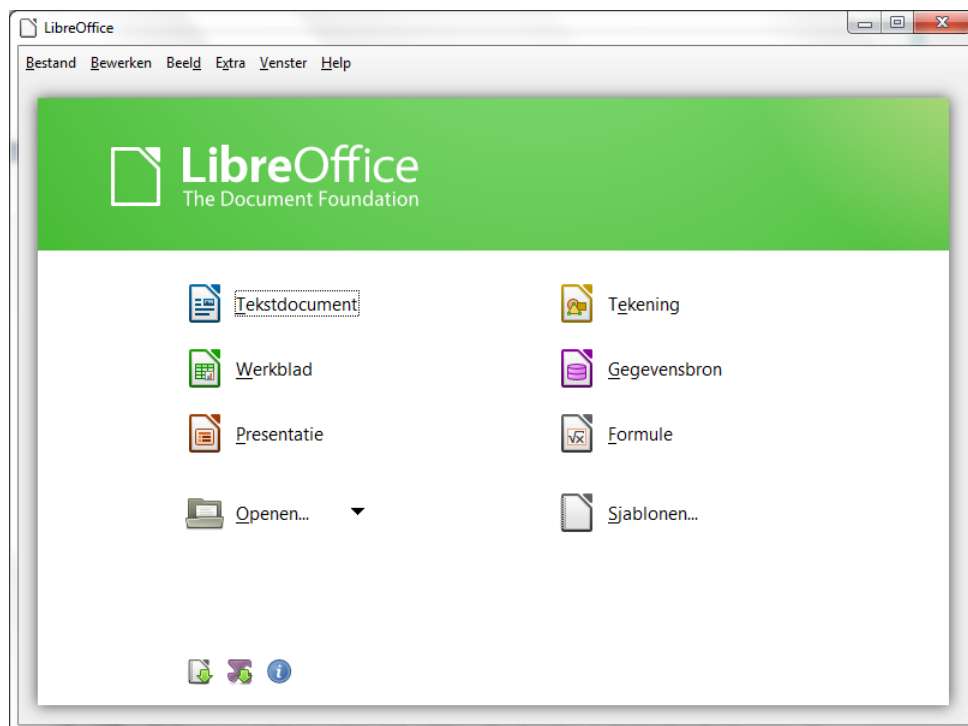 LibreOffice
Bestand Bewerken Beeld Extra Venster Help
LibreOffice
The Document Foundation
Tekstdocument
Tekening
Werkblad
Gegevensbron
Presentatie
Formule
Openen...
Sjablonen...